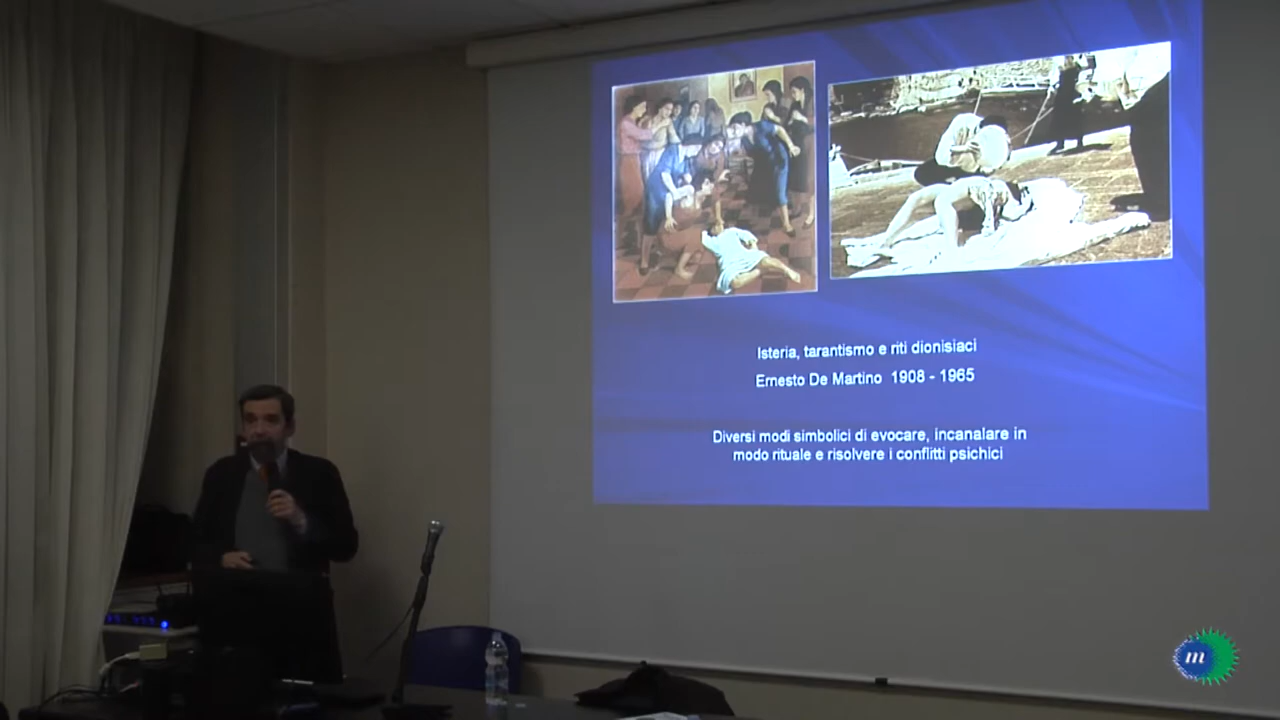 Isteria, tarantismo e riti dionisiaci
Ernesto De Martino 1908 - 1965
Diversi modi simbolici di evocare, incanalare in
modo rituale e risolvere i conflitti psichici
m